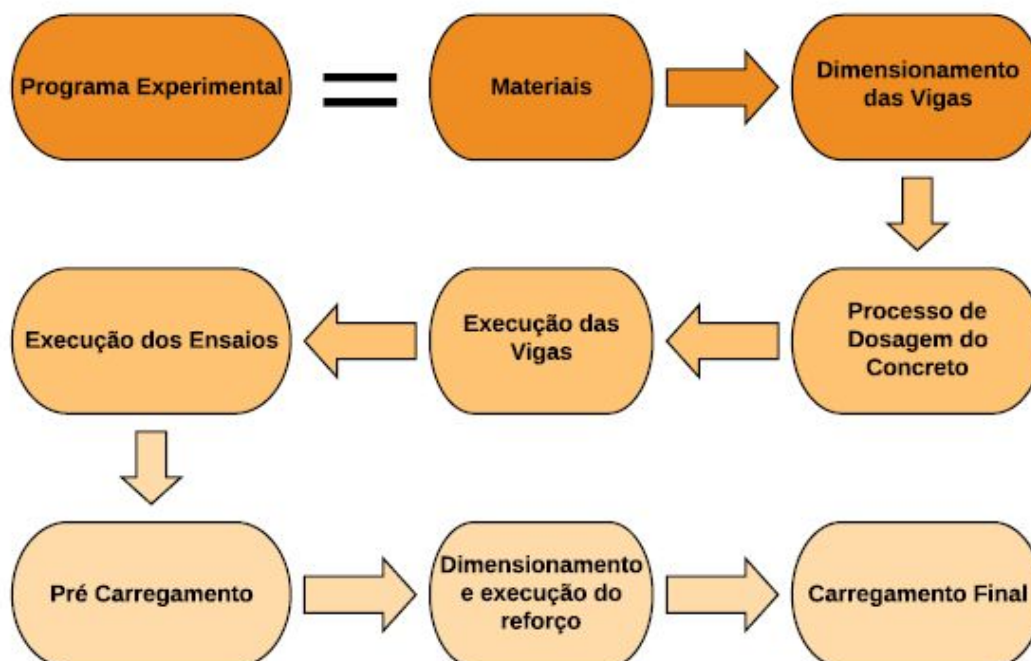 Programa Experimental
Materiais
Dimensionamento
das Vigas
Execução dos Ensaios
Execução das
Vigas
Processo de
Dosagem do
Concreto
Pré Carregamento
Dimensionamento
e execução do
reforço
Carregamento Final